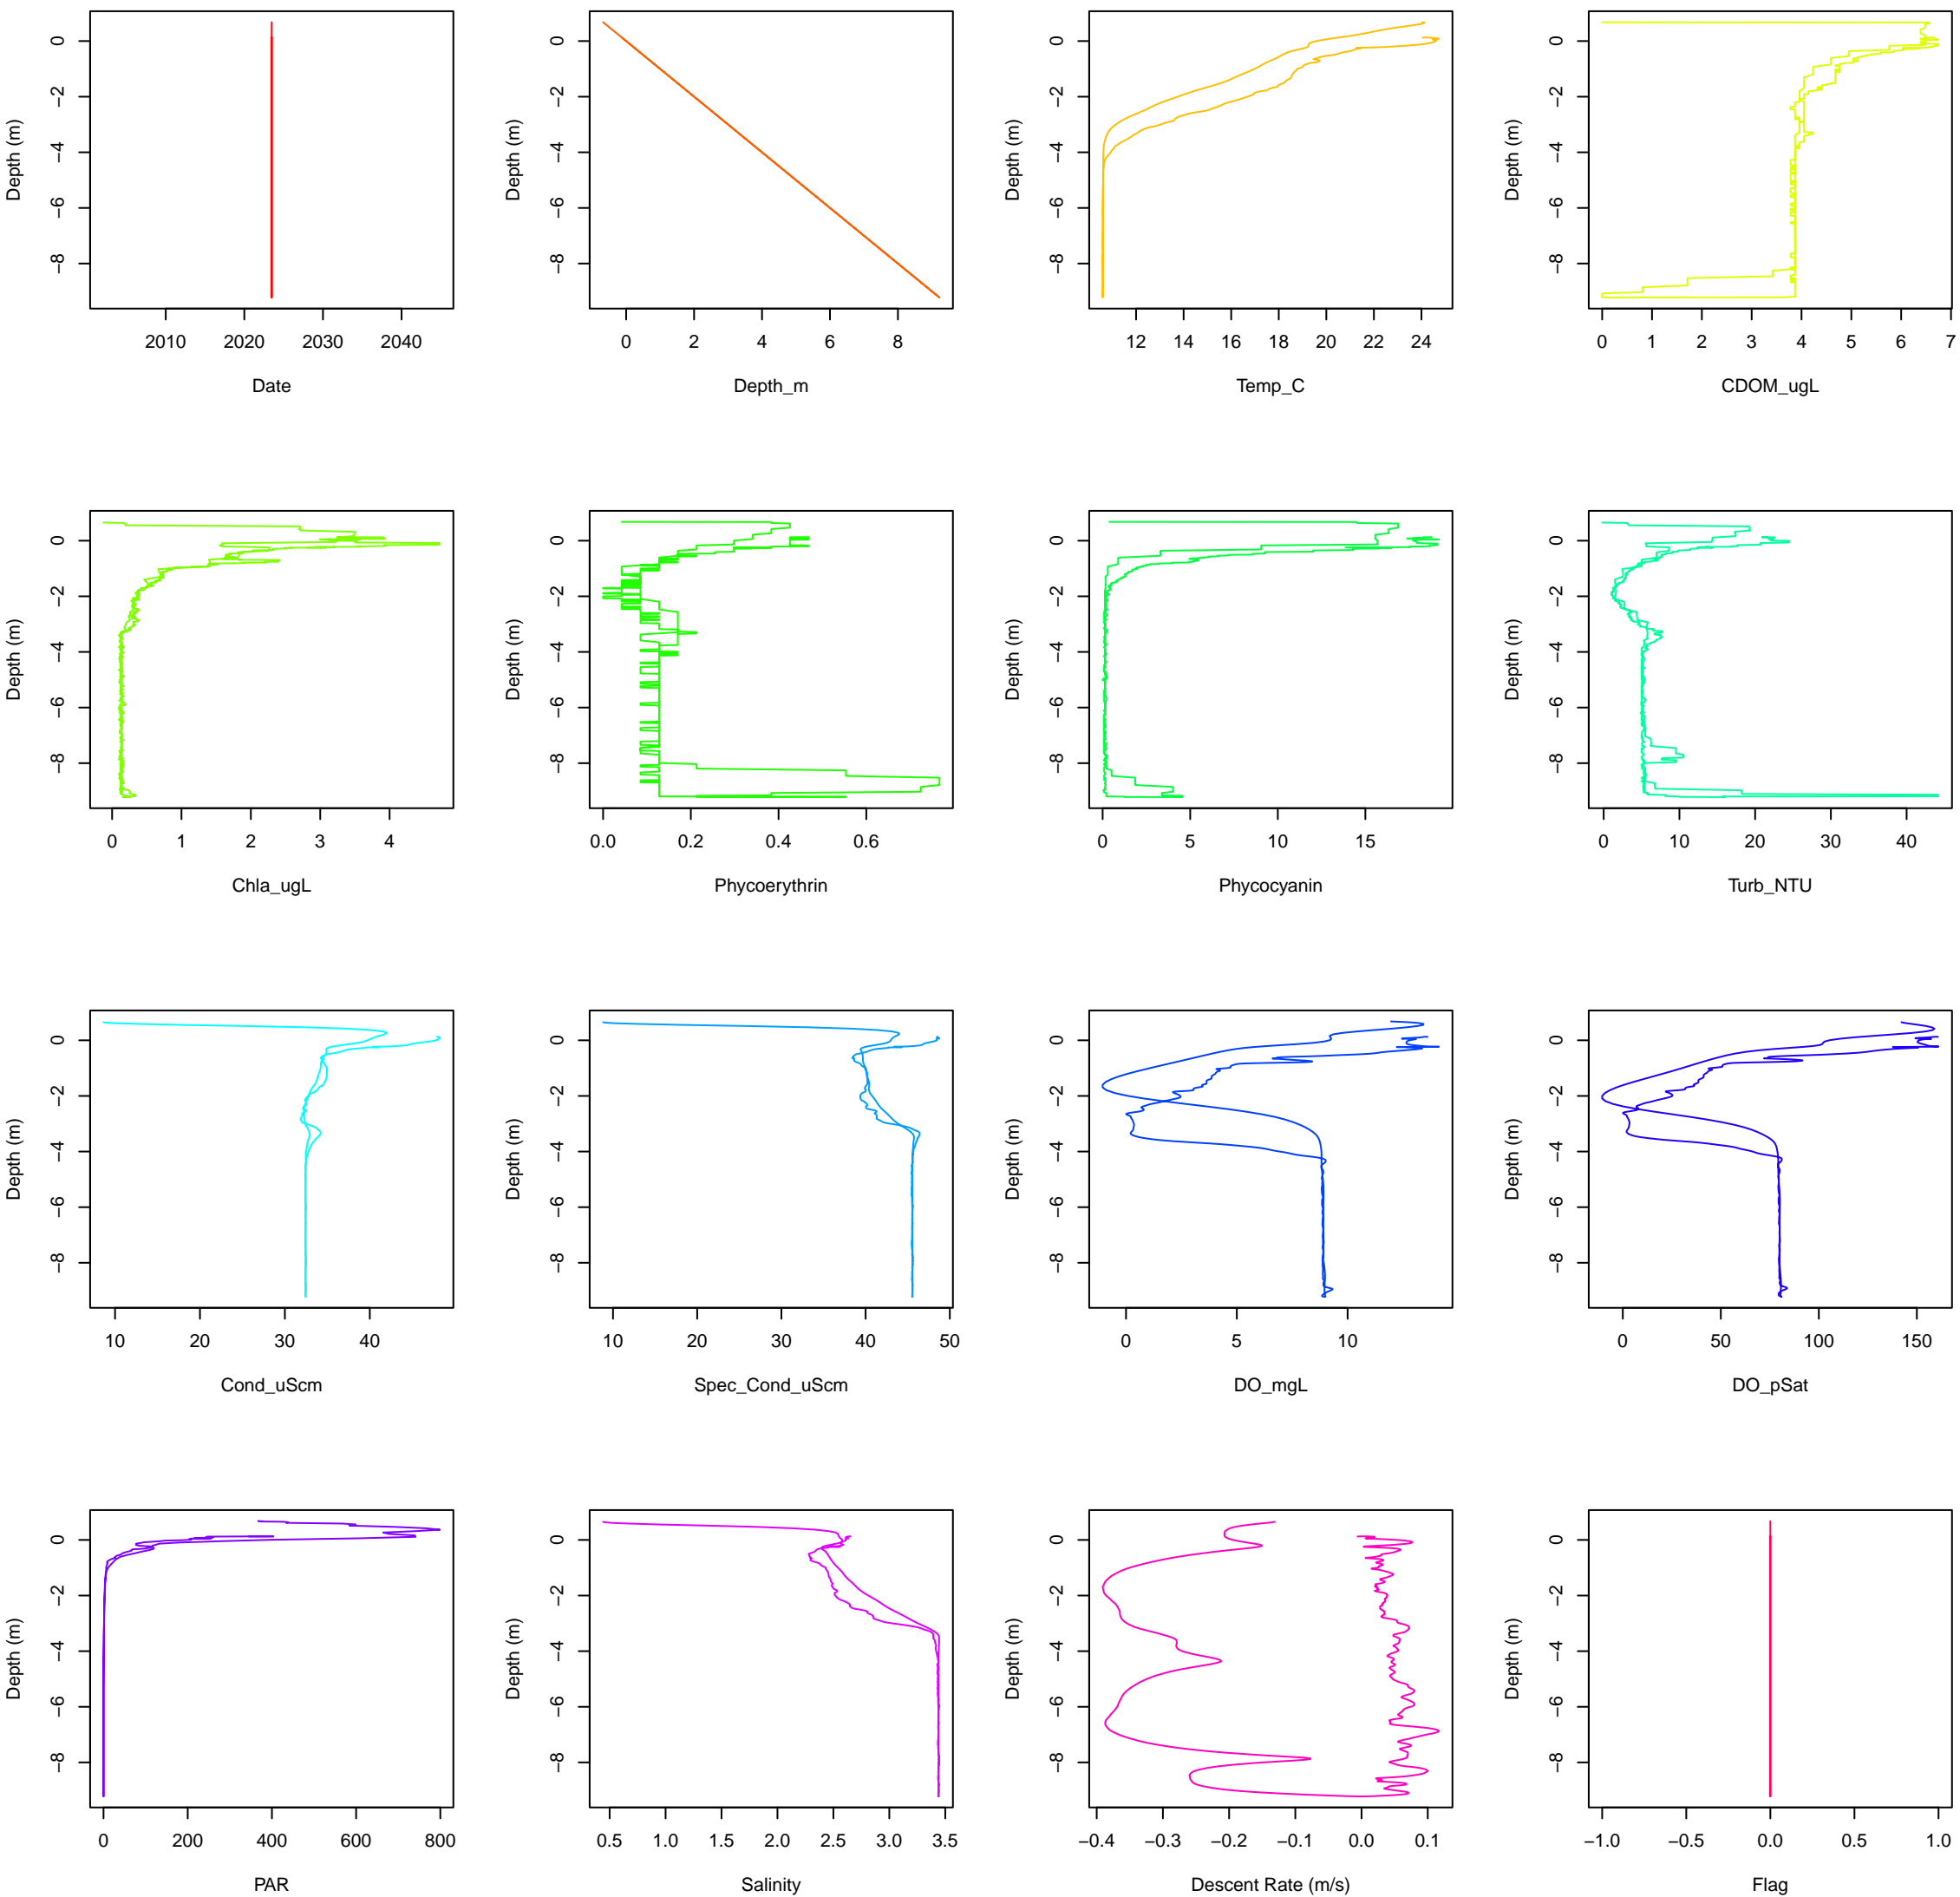 0
−2
−4
−6
−8
Depth (m)
2010 2020 2030 2040
Date
0
−2
−4
−6
−8
Depth (m)
0 2 4 6 8
Depth_m
0
−2
−4
−6
−8
Depth (m)
12 14 16 18 20 22 24
Temp_C
0
−2
−4
−6
−8
Depth (m)
0 1 2 3 4 5 6 7
CDOM_ugL
0
−2
−4
−6
−8
Depth (m)
0 1 2 3 4
Chla_ugL
0
−2
−4
−6
−8
Depth (m)
0.0 0.2 0.4 0.6
Phycoerythrin
0
−2
−4
−6
−8
Depth (m)
0 5 10 15
Phycocyanin
0
−2
−4
−6
−8
Depth (m)
0 10 20 30 40
Turb_NTU
0
−2
−4
−6
−8
Depth (m)
10 20 30 40
Cond_uScm
0
−2
−4
−6
−8
Depth (m)
10 20 30 40 50
Spec_Cond_uScm
0
−2
−4
−6
−8
Depth (m)
0 5 10
DO_mgL
0
−2
−4
−6
−8
Depth (m)
0 50 100 150
DO_pSat
0
−2
−4
−6
−8
Depth (m)
0 200 400 600 800
PAR
0
−2
−4
−6
−8
Depth (m)
0.5 1.0 1.5 2.0 2.5 3.0 3.5
Salinity
0
−2
−4
−6
−8
Depth (m)
−0.4 −0.3 −0.2 −0.1 0.0 0.1
Descent Rate (m/s)
0
−2
−4
−6
−8
Depth (m)
−1.0 −0.5 0.0 0.5 1.0
Flag